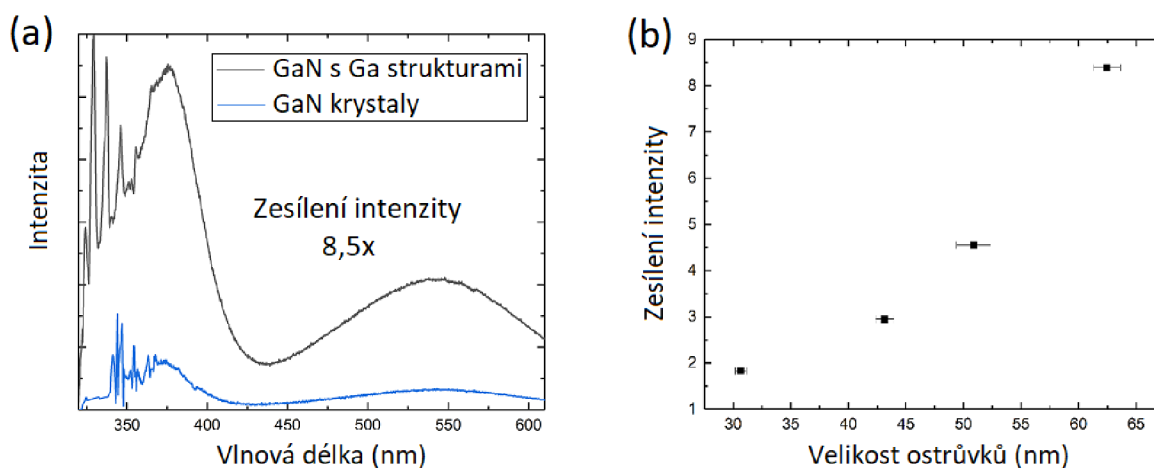 (a)
GaN s Ga strukturami
GaN krystaly
Zesílení intenzity
8,5x
Intenzita
350 400 450 500 550 600
Vlnová délka (nm)
(b)
9
8
7
6
5
4
3
2
1
Zesílení intenzity
30 35 40 45 50 55 60 65
Velikost ostrůvků (nm)